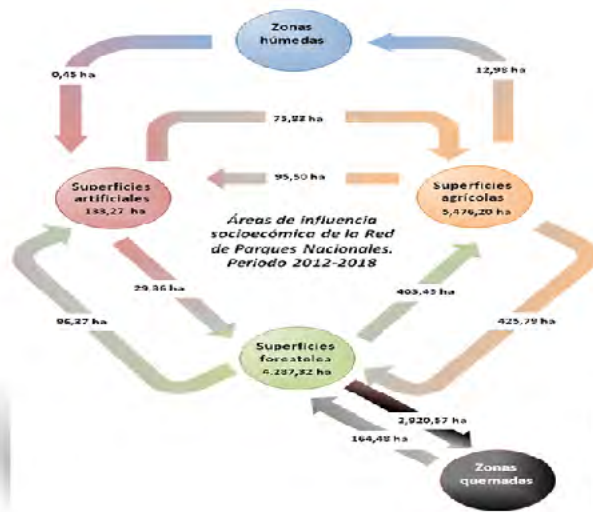 Zonas
húmedas
0,45 ha
12,98 ha
73,83 ha
95,50 ha
Superficies
artificiales
133,27 ha
Superficies
agrícolas
5,476,20 ha
Áreas de influencia
socioecómica de la Red
de Parques Nacionales.
Periodo 2012-2018
29,36 ha
403,43 ha
96,37 ha
425,79 ha
Superficies
forestales
4.287,82 ha
2,920,57 ha
164,48 ha
Zonas
quemadas